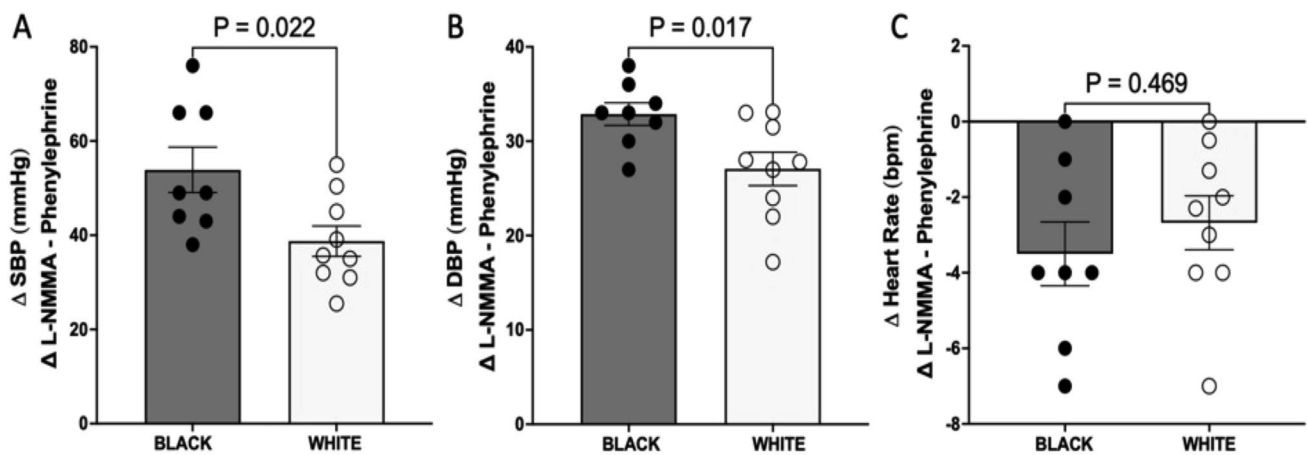 A
P = 0.022
Δ SBP (mmHg)
Δ L-NMMA - Phenylephrine
80
60
40
20
0
BLACK
WHITE
B
P = 0.017
Δ DBP (mmHg)
Δ L-NMMA - Phenylephrine
40
30
20
10
0
BLACK
WHITE
C
P = 0.469
Δ Heart Rate (bpm)
Δ L-NMMA - Phenylephrine
2
0
-2
-4
-6
-8
BLACK
WHITE